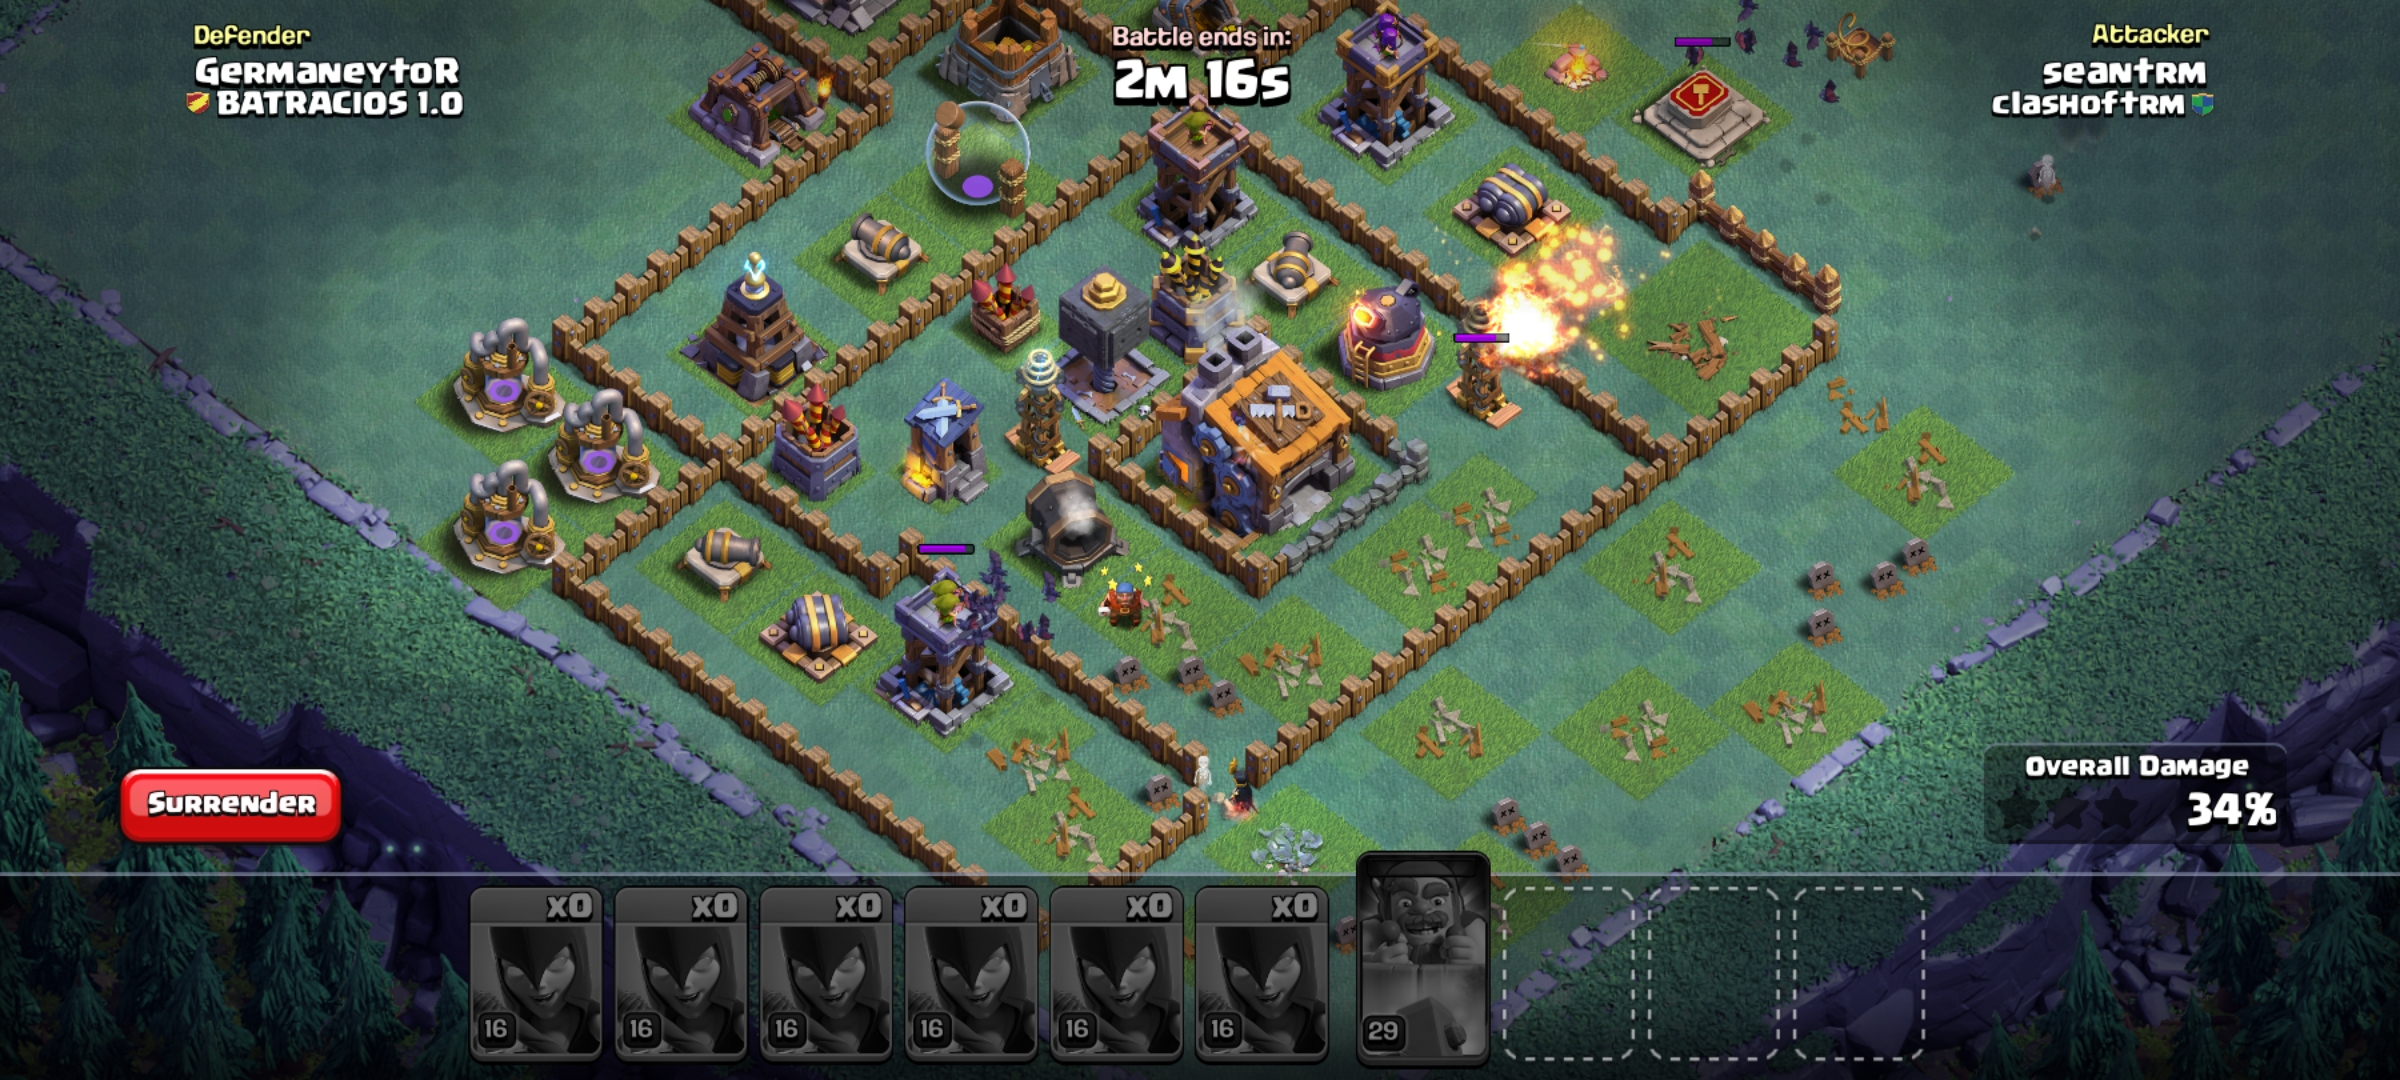 Defender
GERMANEYtoR
BATRACIOS 1.0
Battle ends in:
2M 16s
Attacker
seantRM
clashoftRM
Surrender
Overall Damage
34%
x0
x0
x0
x0
x0
x0
16
16
16
16
16
16
29